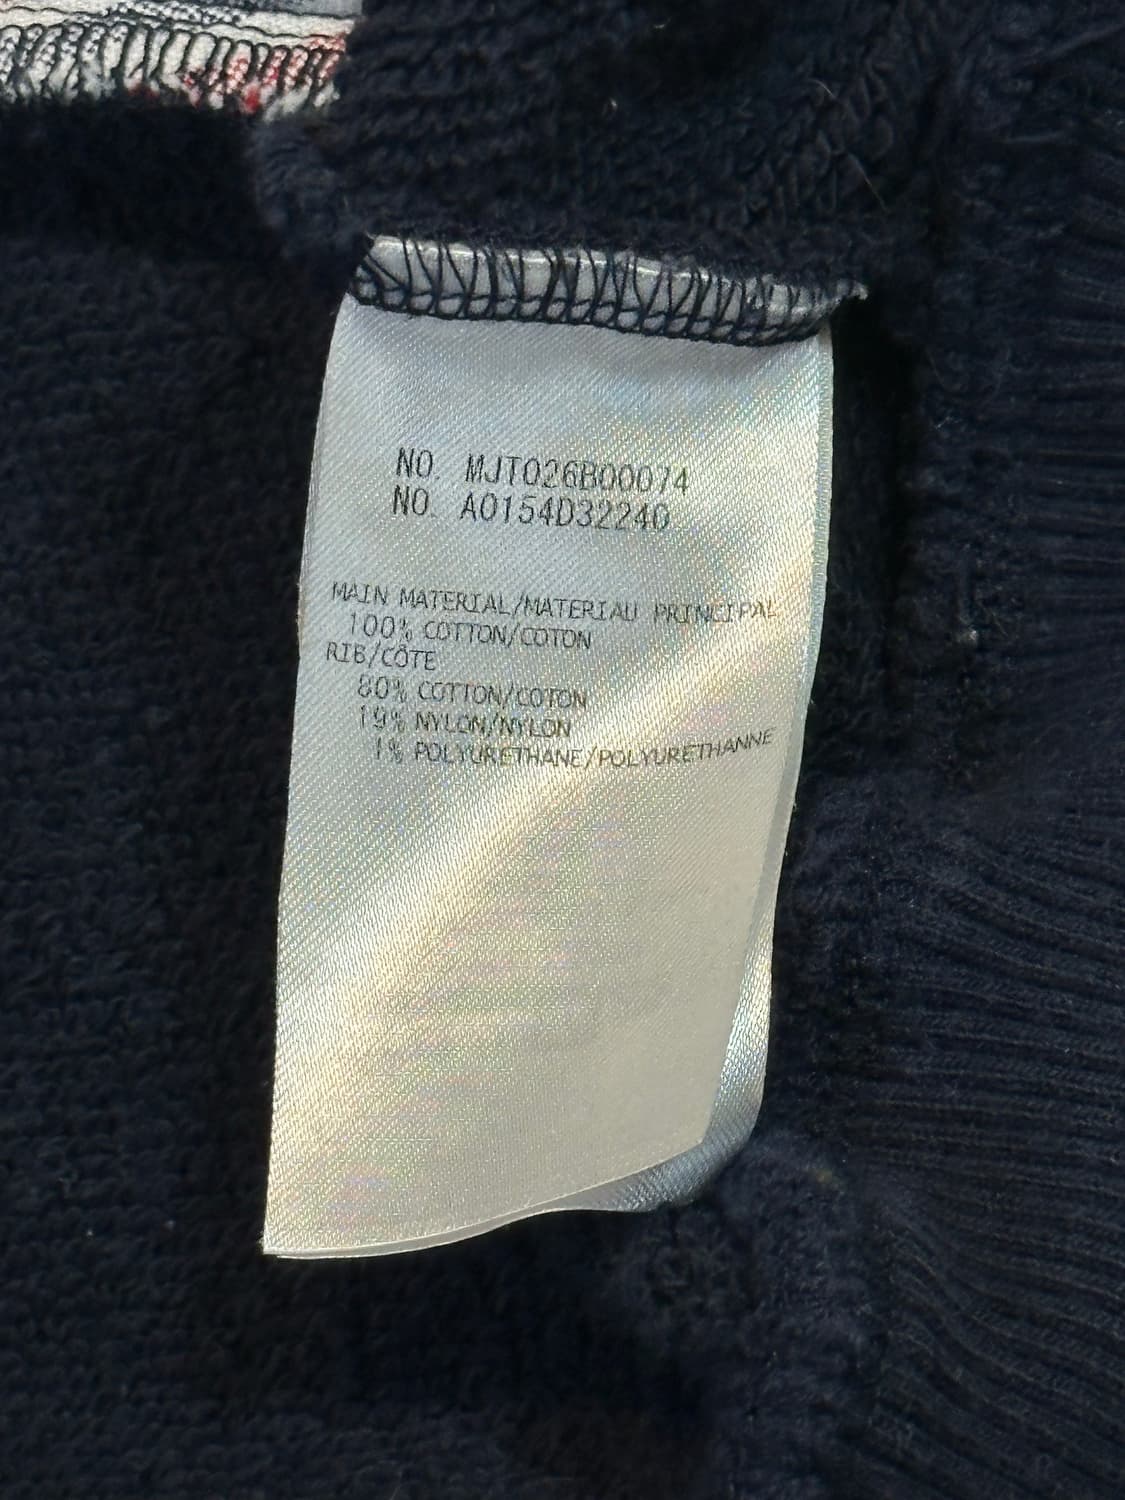 NO. MJT026B00074
NO. A0154D32240
MAIN MATERIAL/MATERIAU PRINCIPAL
100% COTTON/COTON
RIB/CÔTE
80% COTTON/COTON
19% NYLON/NYLON
1% POLYURETHANE/POLYURETHANNE